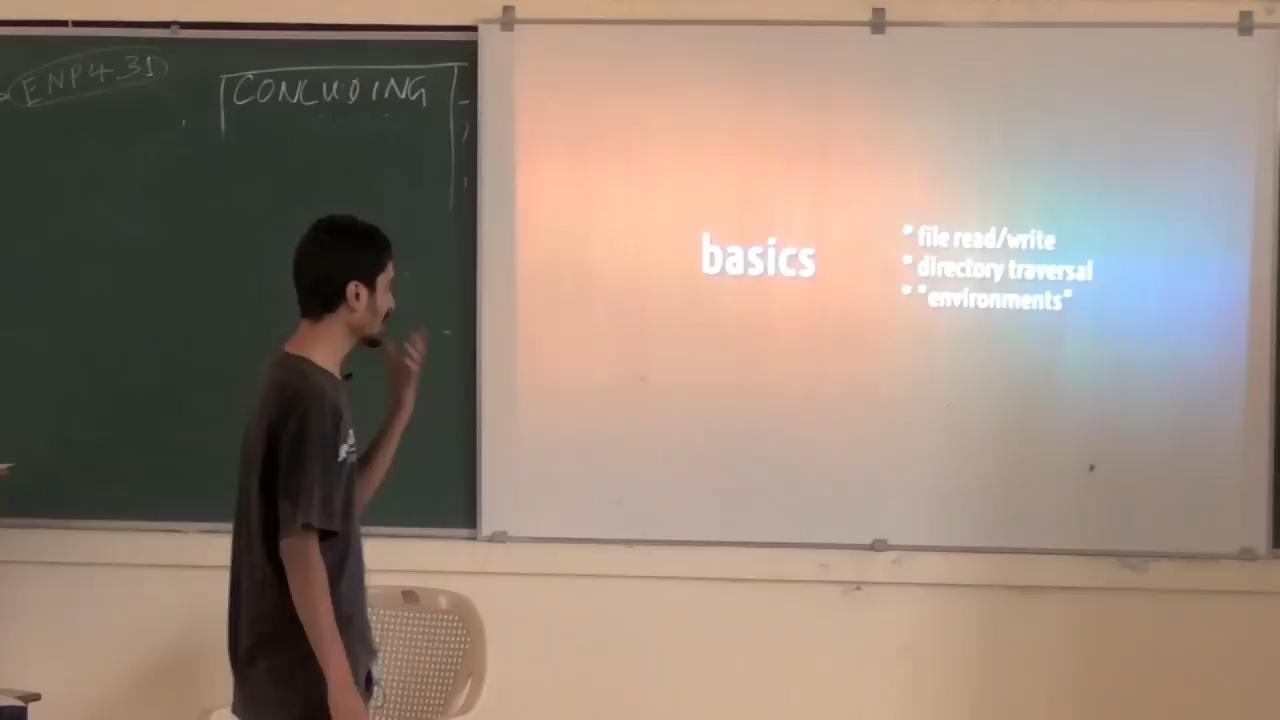 ENP431
CONCLUDING
basics
* file read/write
* directory traversal
* "environments"